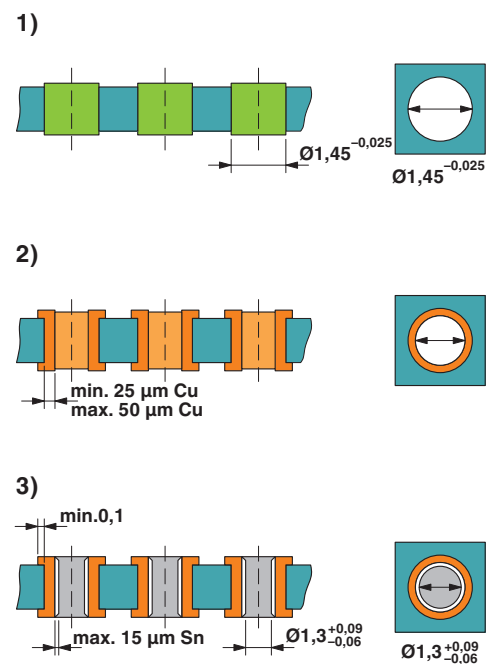 1)
Ø1,45 −0,025
Ø1,45 −0,025
2)
min. 25 µm Cu
max. 50 µm Cu
3)
min.0,1
max. 15 µm Sn
Ø1,3 +0,09 −0,06
Ø1,3 +0,09 −0,06